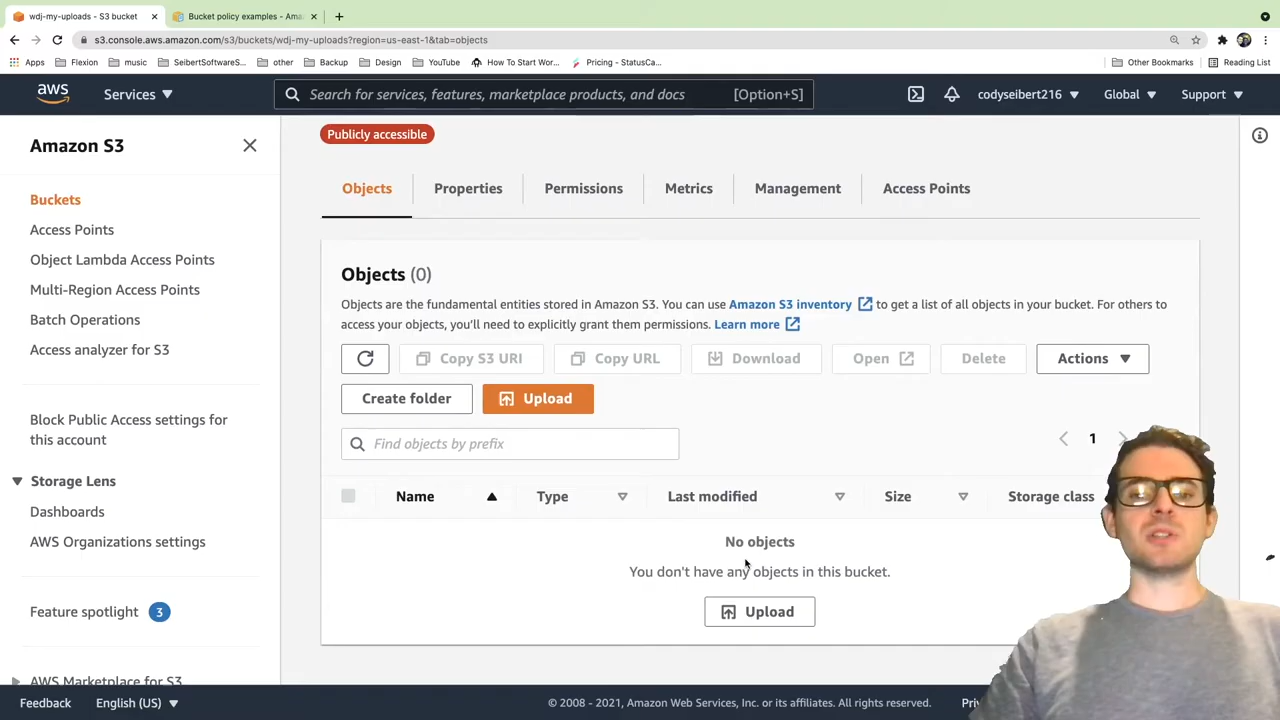 wdj-my-uploads - S3 bucket
Bucket policy examples - Ama
s3.console.aws.amazon.com/s3/buckets/wdj-my-uploads?region=us-east-1&tab=objects
Apps Flexion music SeibertSoftwareS... other Backup Design YouTube How To Start Wor... Pricing - StatusCa... Other Bookmarks Reading List
aws Services Search for services, features, marketplace products, and docs [Option+S] codyseibert216 Global Support
Amazon S3
Buckets
Access Points
Object Lambda Access Points
Multi-Region Access Points
Batch Operations
Access analyzer for S3
Block Public Access settings for
this account
Storage Lens
Dashboards
AWS Organizations settings
Feature spotlight 3
AWS Marketplace for S3
Publicly accessible
Objects Properties Permissions Metrics Management Access Points
Objects (0)
Objects are the fundamental entities stored in Amazon S3. You can use Amazon S3 inventory to get a list of all objects in your bucket. For others to
access your objects, you'll need to explicitly grant them permissions. Learn more
Copy S3 URI Copy URL Download Open Delete Actions
Create folder Upload
Find objects by prefix
1
Name Type Last modified Size Storage class
No objects
You don't have any objects in this bucket.
Upload
Feedback English (US) © 2008 - 2021, Amazon Web Services, Inc. or its affiliates. All rights reserved.